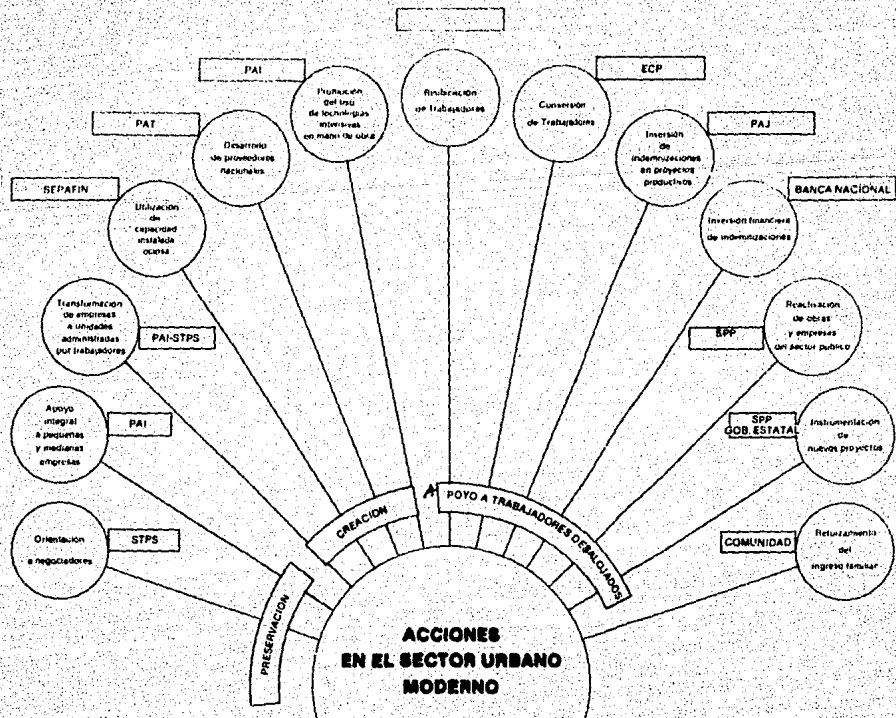 PAI
Promoción
del uso
de tecnologías
intensivas
en mano de obra
Reubicación
de Trabajadores
ECP
Conversión
de Trabajadores
PAT
Desarrollo
de proveedores
nacionales
PAI
Inversión
de
indemnizaciones
en proyectos
productivos
SEPAFIN
Utilización
de
capacidad
instalada
ociosa
BANCA NACIONAL
Inversión financiera
de indemnizaciones
Transformación
de empresas
a unidades
administradas
por trabajadores
PAI-STPS
SPP
Reactivación
de obras
y empresas
del sector público
Apoyo
integral
a pequeñas
y medianas
empresas
PAI
SPP
GOB. ESTATAL
Instrumentación
de
nuevos proyectos
Orientación
a negociadores
STPS
COMUNIDAD
Reforzamiento
del
ingreso familiar
PRESERVACION
CREACION
APOYO A TRABAJADORES DESALOJADOS
ACCIONES
EN EL SECTOR URBANO
MODERNO